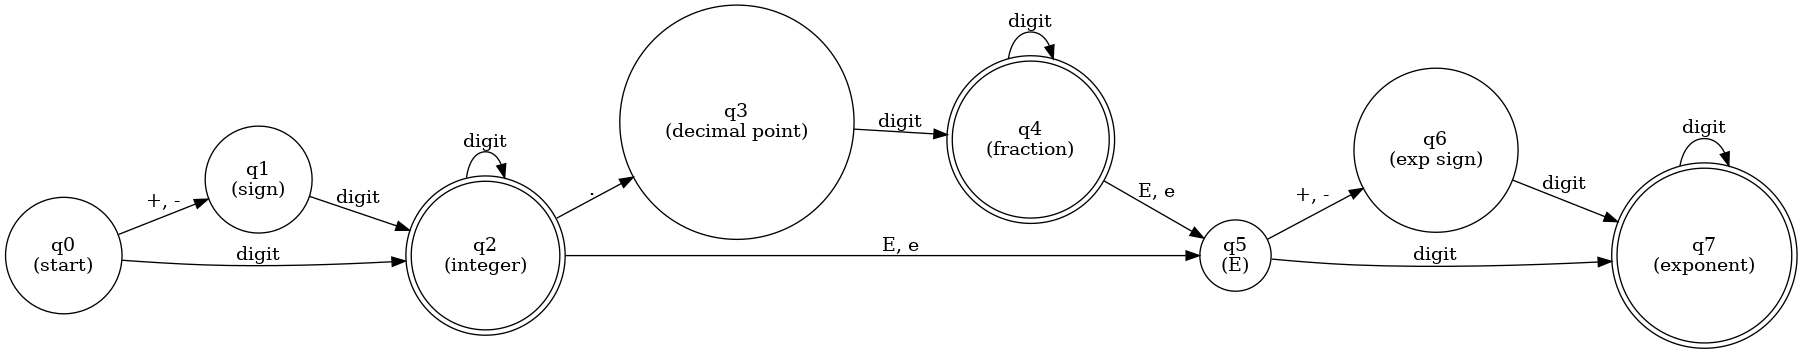 q0
(start)
+, -
q1
(sign)
digit
digit
digit
q2
(integer)
.
q3
(decimal point)
digit
digit
q4
(fraction)
E, e
E, e
q5
(E)
+, -
q6
(exp sign)
digit
digit
digit
q7
(exponent)